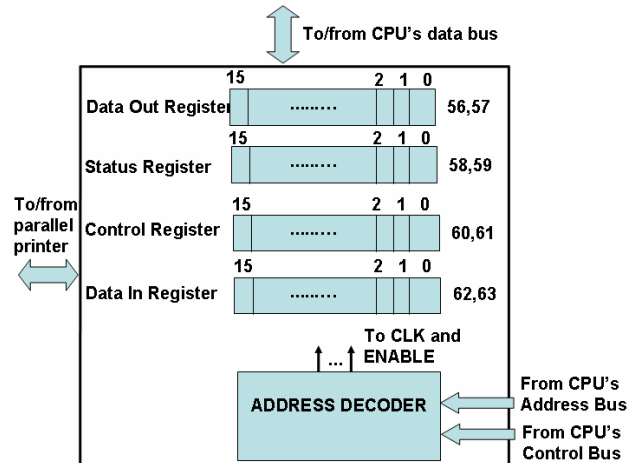 To/from CPU's data bus
15 2 1 0
Data Out Register ......... 56,57
15 2 1 0
Status Register ......... 58,59
To/from
parallel
printer
15 2 1 0
Control Register ......... 60,61
15 2 1 0
Data In Register ......... 62,63
To CLK and
ENABLE
...
ADDRESS DECODER
From CPU's
Address Bus
From CPU's
Control Bus